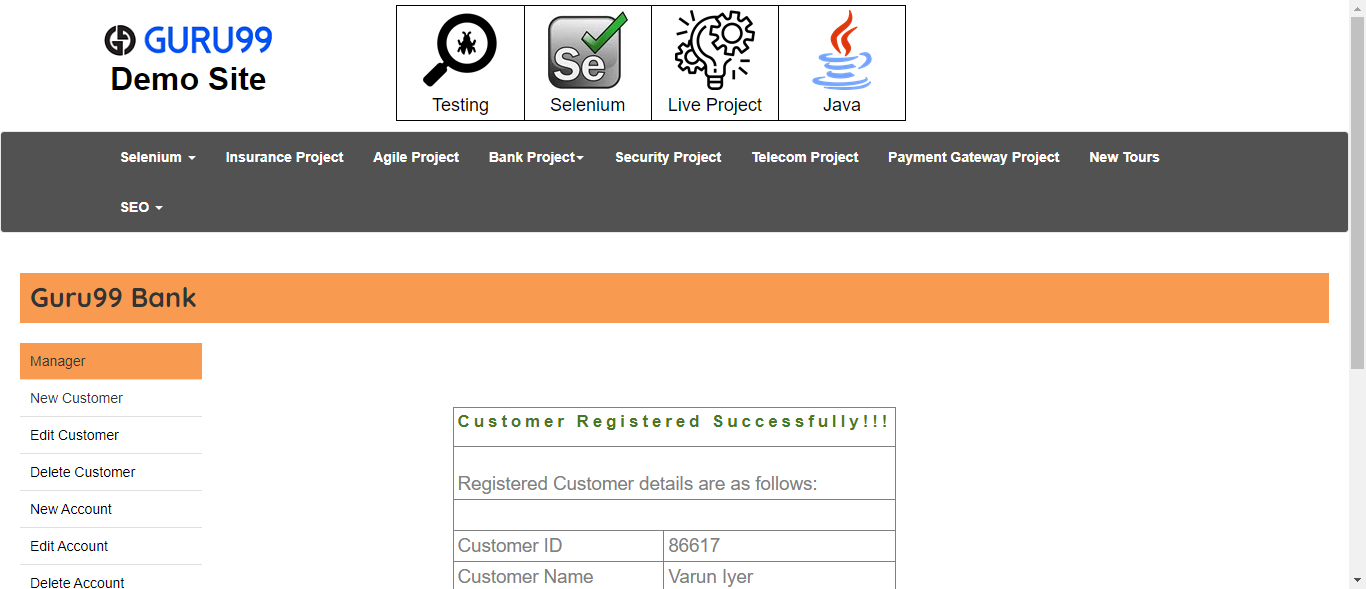 GURU99
Demo Site
Testing
Se
Selenium
Live Project
Java
Selenium Insurance Project Agile Project Bank Project Security Project Telecom Project Payment Gateway Project New Tours
SEO
Guru99 Bank
Manager
New Customer
Edit Customer
Delete Customer
New Account
Edit Account
Delete Account
Customer Registered Successfully!!!
Registered Customer details are as follows:
Customer ID 86617
Customer Name Varun Iyer